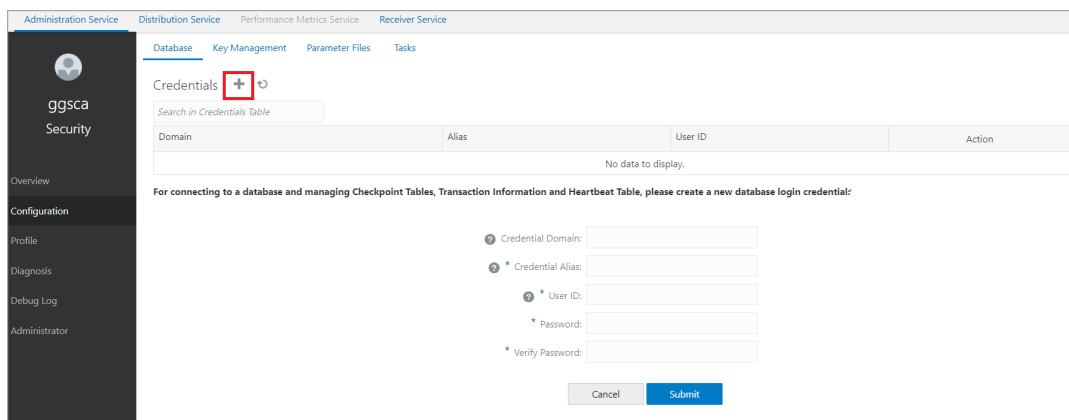 Administration Service Distribution Service Performance Metrics Service Receiver Service
Database Key Management Parameter Files Tasks
ggsca
Security
Overview
Configuration
Profile
Diagnosis
Debug Log
Administrator
Credentials
Search in Credentials Table
Domain Alias User ID Action
No data to display.
For connecting to a database and managing Checkpoint Tables, Transaction Information and Heartbeat Table, please create a new database login credential:
? Credential Domain:
? * Credential Alias:
? * User ID:
* Password:
* Verify Password:
Cancel Submit